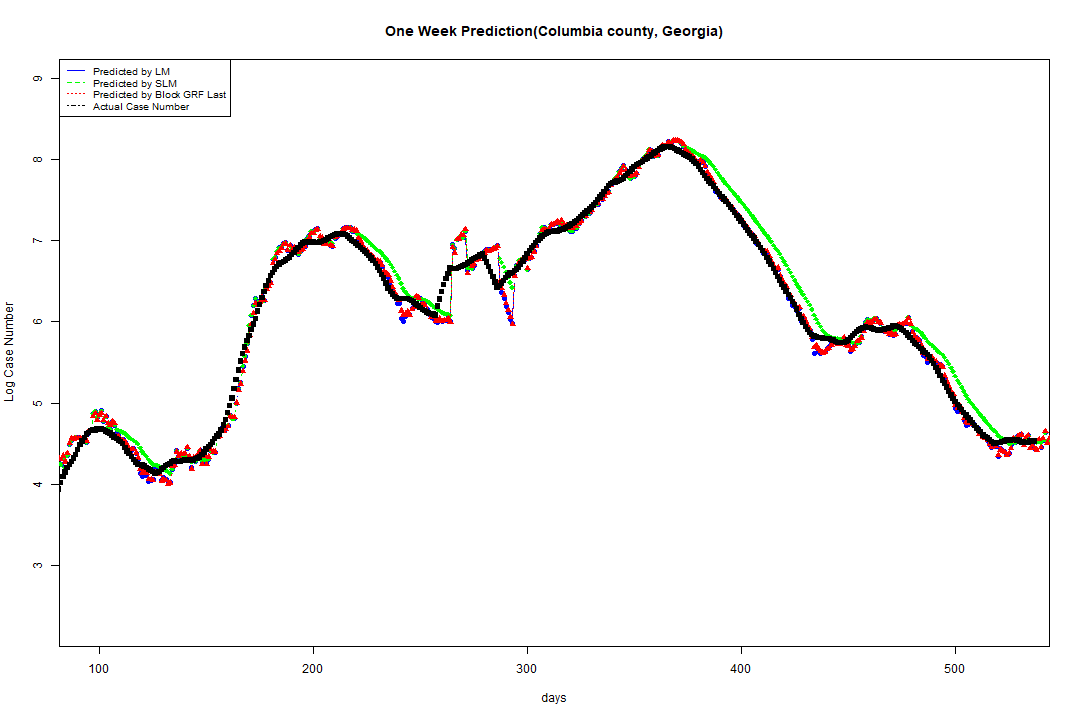 One Week Prediction(Columbia county, Georgia)
Predicted by LM
Predicted by SLM
Predicted by Block GRF Last
Actual Case Number
9
8
7
6
5
4
3
Log Case Number
100 200 300 400 500
days